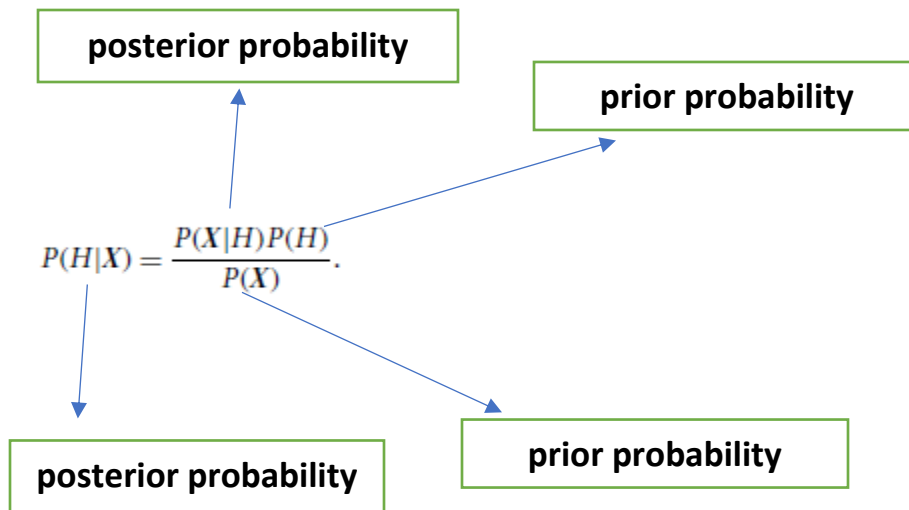 posterior probability
prior probability
P(H|X) = P(X|H)P(H) / P(X).
prior probability
posterior probability